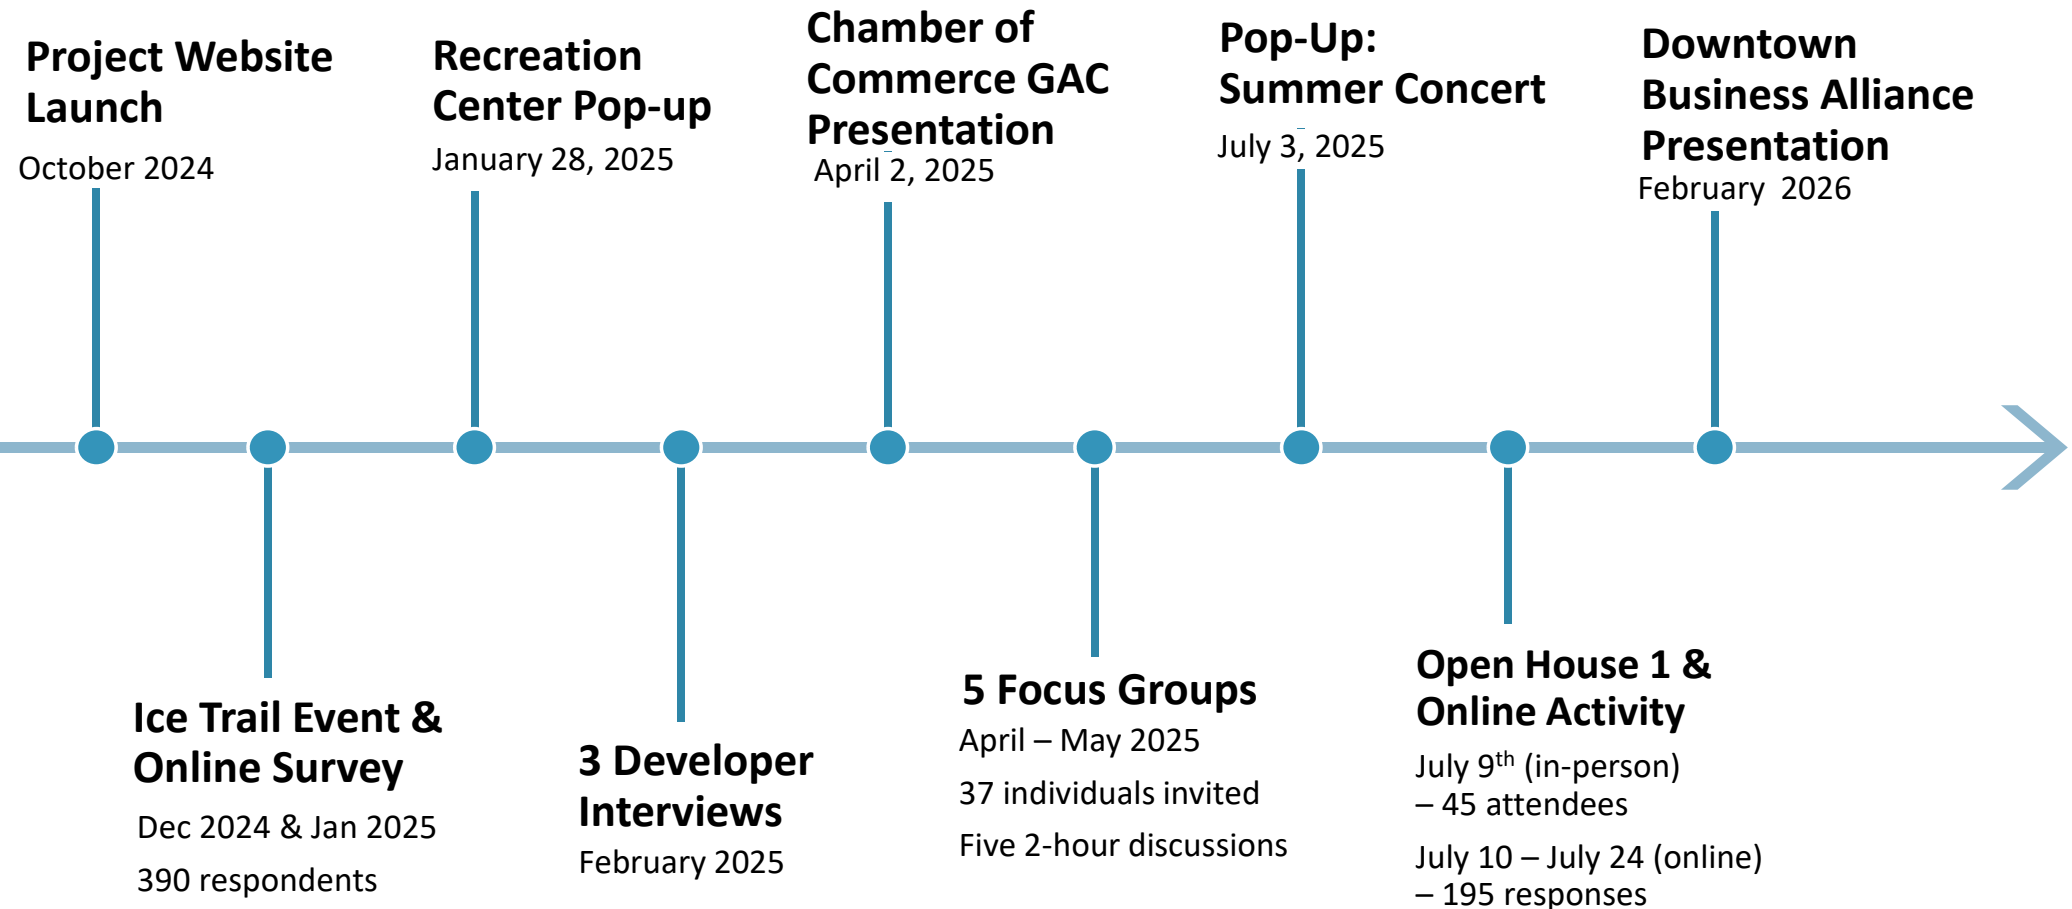 Project Website
Launch
October 2024
Ice Trail Event &
Online Survey
Dec 2024 & Jan 2025
390 respondents
Recreation
Center Pop-up
January 28, 2025
3 Developer
Interviews
February 2025
Chamber of
Commerce GAC
Presentation
April 2, 2025
5 Focus Groups
April – May 2025
37 individuals invited
Five 2-hour discussions
Pop-Up:
Summer Concert
July 3, 2025
Open House 1 &
Online Activity
July 9th (in-person)
– 45 attendees
July 10 – July 24 (online)
– 195 responses
Downtown
Business Alliance
Presentation
February  2026